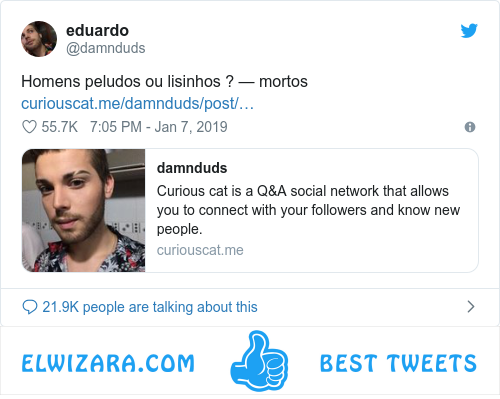 eduardo
@damnduds
Homens peludos ou lisinhos ? — mortos
curiouscat.me/damnduds/post/…
55.7K 7:05 PM - Jan 7, 2019
damnduds
Curious cat is a Q&A social network that allows
you to connect with your followers and know new
people.
curiouscat.me
21.9K people are talking about this
ELWIZARA.COM BEST TWEETS